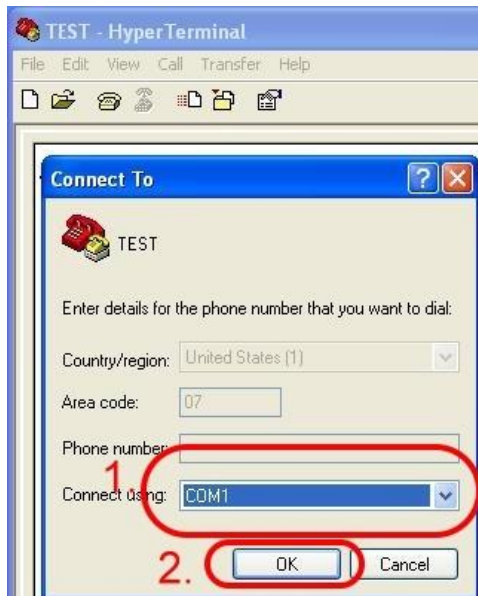 TEST - HyperTerminal
File Edit View Call Transfer Help
Connect To
TEST
Enter details for the phone number that you want to dial:
Country/region: United States (1)
Area code: 07
Phone number:
1.
Connect using: COM1
2. OK Cancel